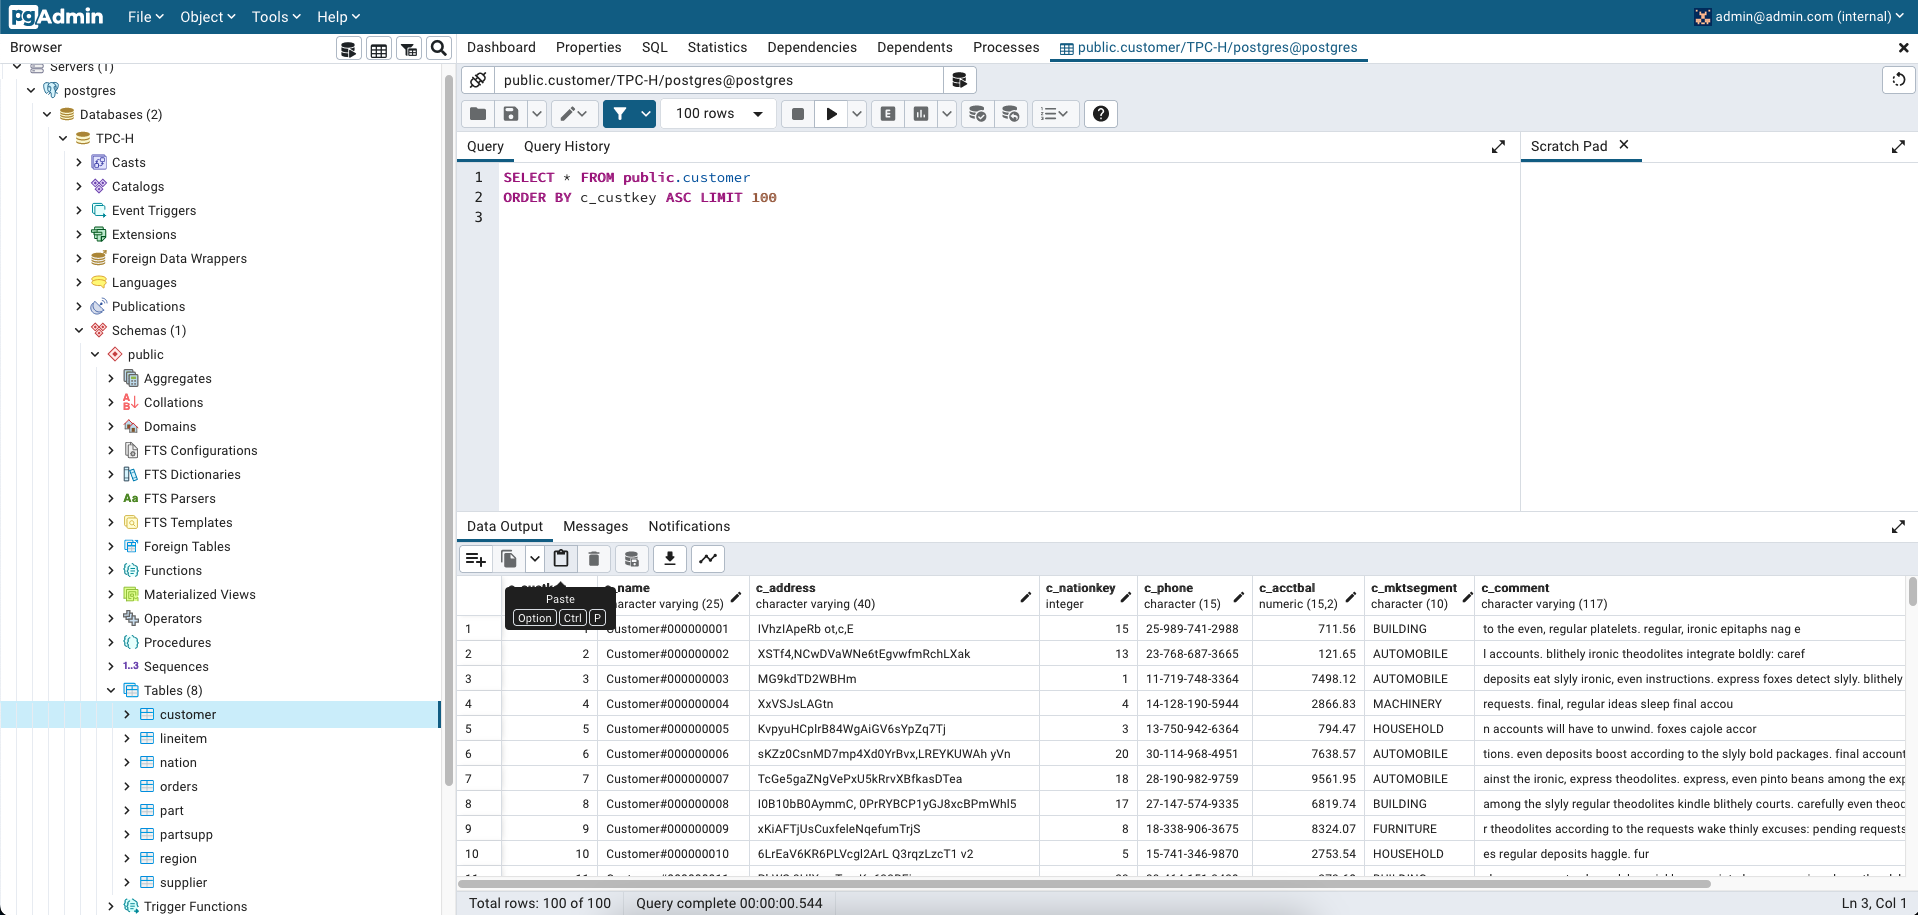 pgAdmin
File
Object
Tools
Help
admin@admin.com (internal)
Browser
Dashboard
Properties
SQL
Statistics
Dependencies
Dependents
Processes
public.customer/TPC-H/postgres@postgres
Servers (1)
postgres
Databases (2)
TPC-H
Casts
Catalogs
Event Triggers
Extensions
Foreign Data Wrappers
Languages
Publications
Schemas (1)
public
Aggregates
Collations
Domains
FTS Configurations
FTS Dictionaries
Aa FTS Parsers
FTS Templates
Foreign Tables
Functions
Materialized Views
Operators
Procedures
1..3 Sequences
Tables (8)
customer
lineitem
nation
orders
part
partsupp
region
supplier
Trigger Functions
public.customer/TPC-H/postgres@postgres
100 rows
E
Query
Query History
Scratch Pad
1 SELECT * FROM public.customer
2 ORDER BY c_custkey ASC LIMIT 100
3
Data Output
Messages
Notifications
Paste
Option Ctrl P
c_address
character varying (40)
c_nationkey
integer
c_phone
character (15)
c_acctbal
numeric (15,2)
c_mktsegment
character (10)
c_comment
character varying (117)
1 Customer#000000001 IVhzIApeRb ot,c,E 15 25-989-741-2988 711.56 BUILDING to the even, regular platelets. regular, ironic epitaphs nag e
2 2 Customer#000000002 XSTf4,NCwDVaWNe6tEgvwfmRchLXak 13 23-768-687-3665 121.65 AUTOMOBILE l accounts. blithely ironic theodolites integrate boldly: caref
3 3 Customer#000000003 MG9kdTD2WBHm 1 11-719-748-3364 7498.12 AUTOMOBILE deposits eat slyly ironic, even instructions. express foxes detect slyly. blithely
4 4 Customer#000000004 XxVSJsLAGtn 4 14-128-190-5944 2866.83 MACHINERY requests. final, regular ideas sleep final accou
5 5 Customer#000000005 KvpyuHCplrB84WgAiGV6sYpZq7Tj 3 13-750-942-6364 794.47 HOUSEHOLD n accounts will have to unwind. foxes cajole accor
6 6 Customer#000000006 sKZz0CsnMD7mp4Xd0YrBvx,LREYKUWAh yVn 20 30-114-968-4951 7638.57 AUTOMOBILE tions. even deposits boost according to the slyly bold packages. final account
7 7 Customer#000000007 TcGe5gaZNgVePxU5kRrvXBfkasDTea 18 28-190-982-9759 9561.95 AUTOMOBILE ainst the ironic, express theodolites. express, even pinto beans among the exp
8 8 Customer#000000008 I0B10bB0AymmC, 0PrRYBCP1yGJ8xcBPmWhl5 17 27-147-574-9335 6819.74 BUILDING among the slyly regular theodolites kindle blithely courts. carefully even theod
9 9 Customer#000000009 xKiAFTjUsCuxfeleNqefumTrjS 8 18-338-906-3675 8324.07 FURNITURE r theodolites according to the requests wake thinly excuses: pending requests
10 10 Customer#000000010 6LrEaV6KR6PLVcgl2ArL Q3rqzLzcT1 v2 5 15-741-346-9870 2753.54 HOUSEHOLD es regular deposits haggle. fur
Total rows: 100 of 100
Query complete 00:00:00.544
Ln 3, Col 1